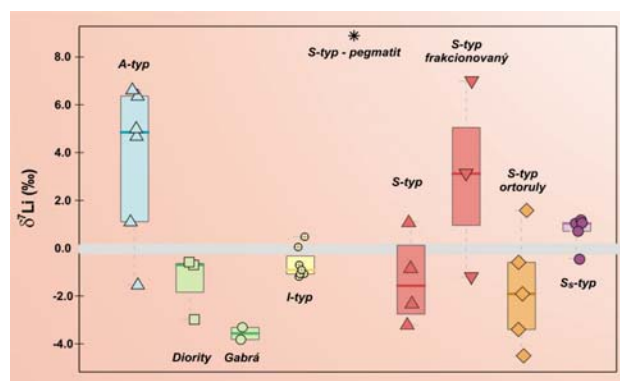 8.0
6.0
4.0
2.0
0.0
-2.0
-4.0
δ⁷Li (‰)
A-typ
S-typ - pegmatit
S-typ
frakcionovaný
S-typ
S-typ
ortoruly
Diority
Gabrá
I-typ
Sₛ-typ